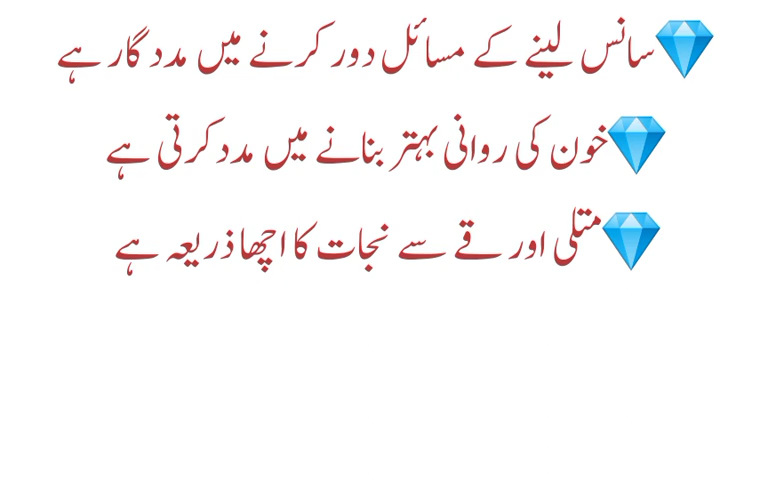 💎سانس لینے کے مسائل دور کرنے میں مدد گار ہے
💎خون کی روانی بہتر بنانے میں مدد کرتی ہے
💎متلی اور قے سے نجات کا اچھا ذریعہ ہے